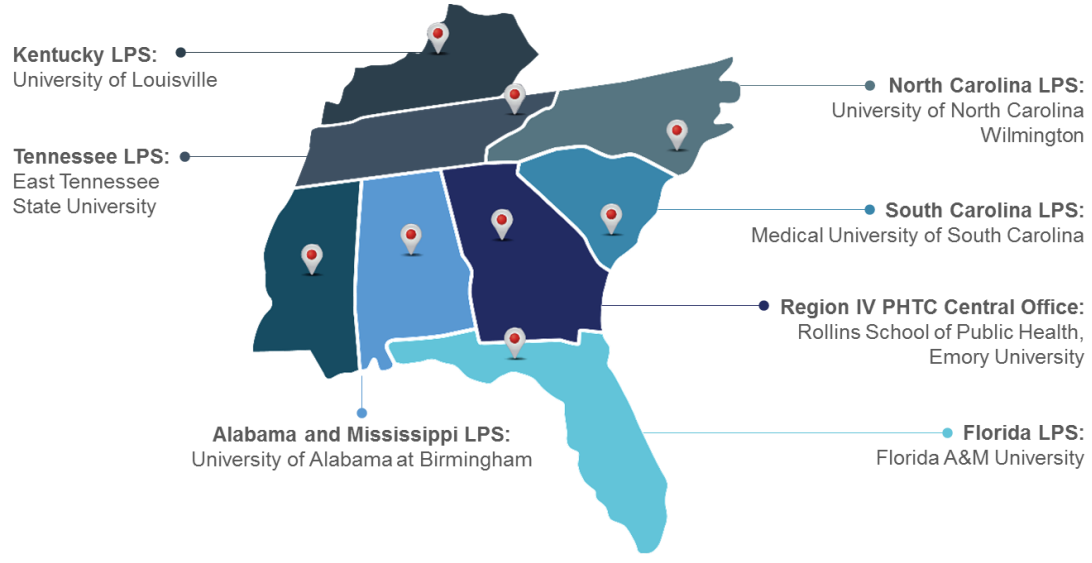 Kentucky LPS:
University of Louisville
Tennessee LPS:
East Tennessee
State University
Alabama and Mississippi LPS:
University of Alabama at Birmingham
North Carolina LPS:
University of North Carolina
Wilmington
South Carolina LPS:
Medical University of South Carolina
Region IV PHTC Central Office:
Rollins School of Public Health,
Emory University
Florida LPS:
Florida A&M University